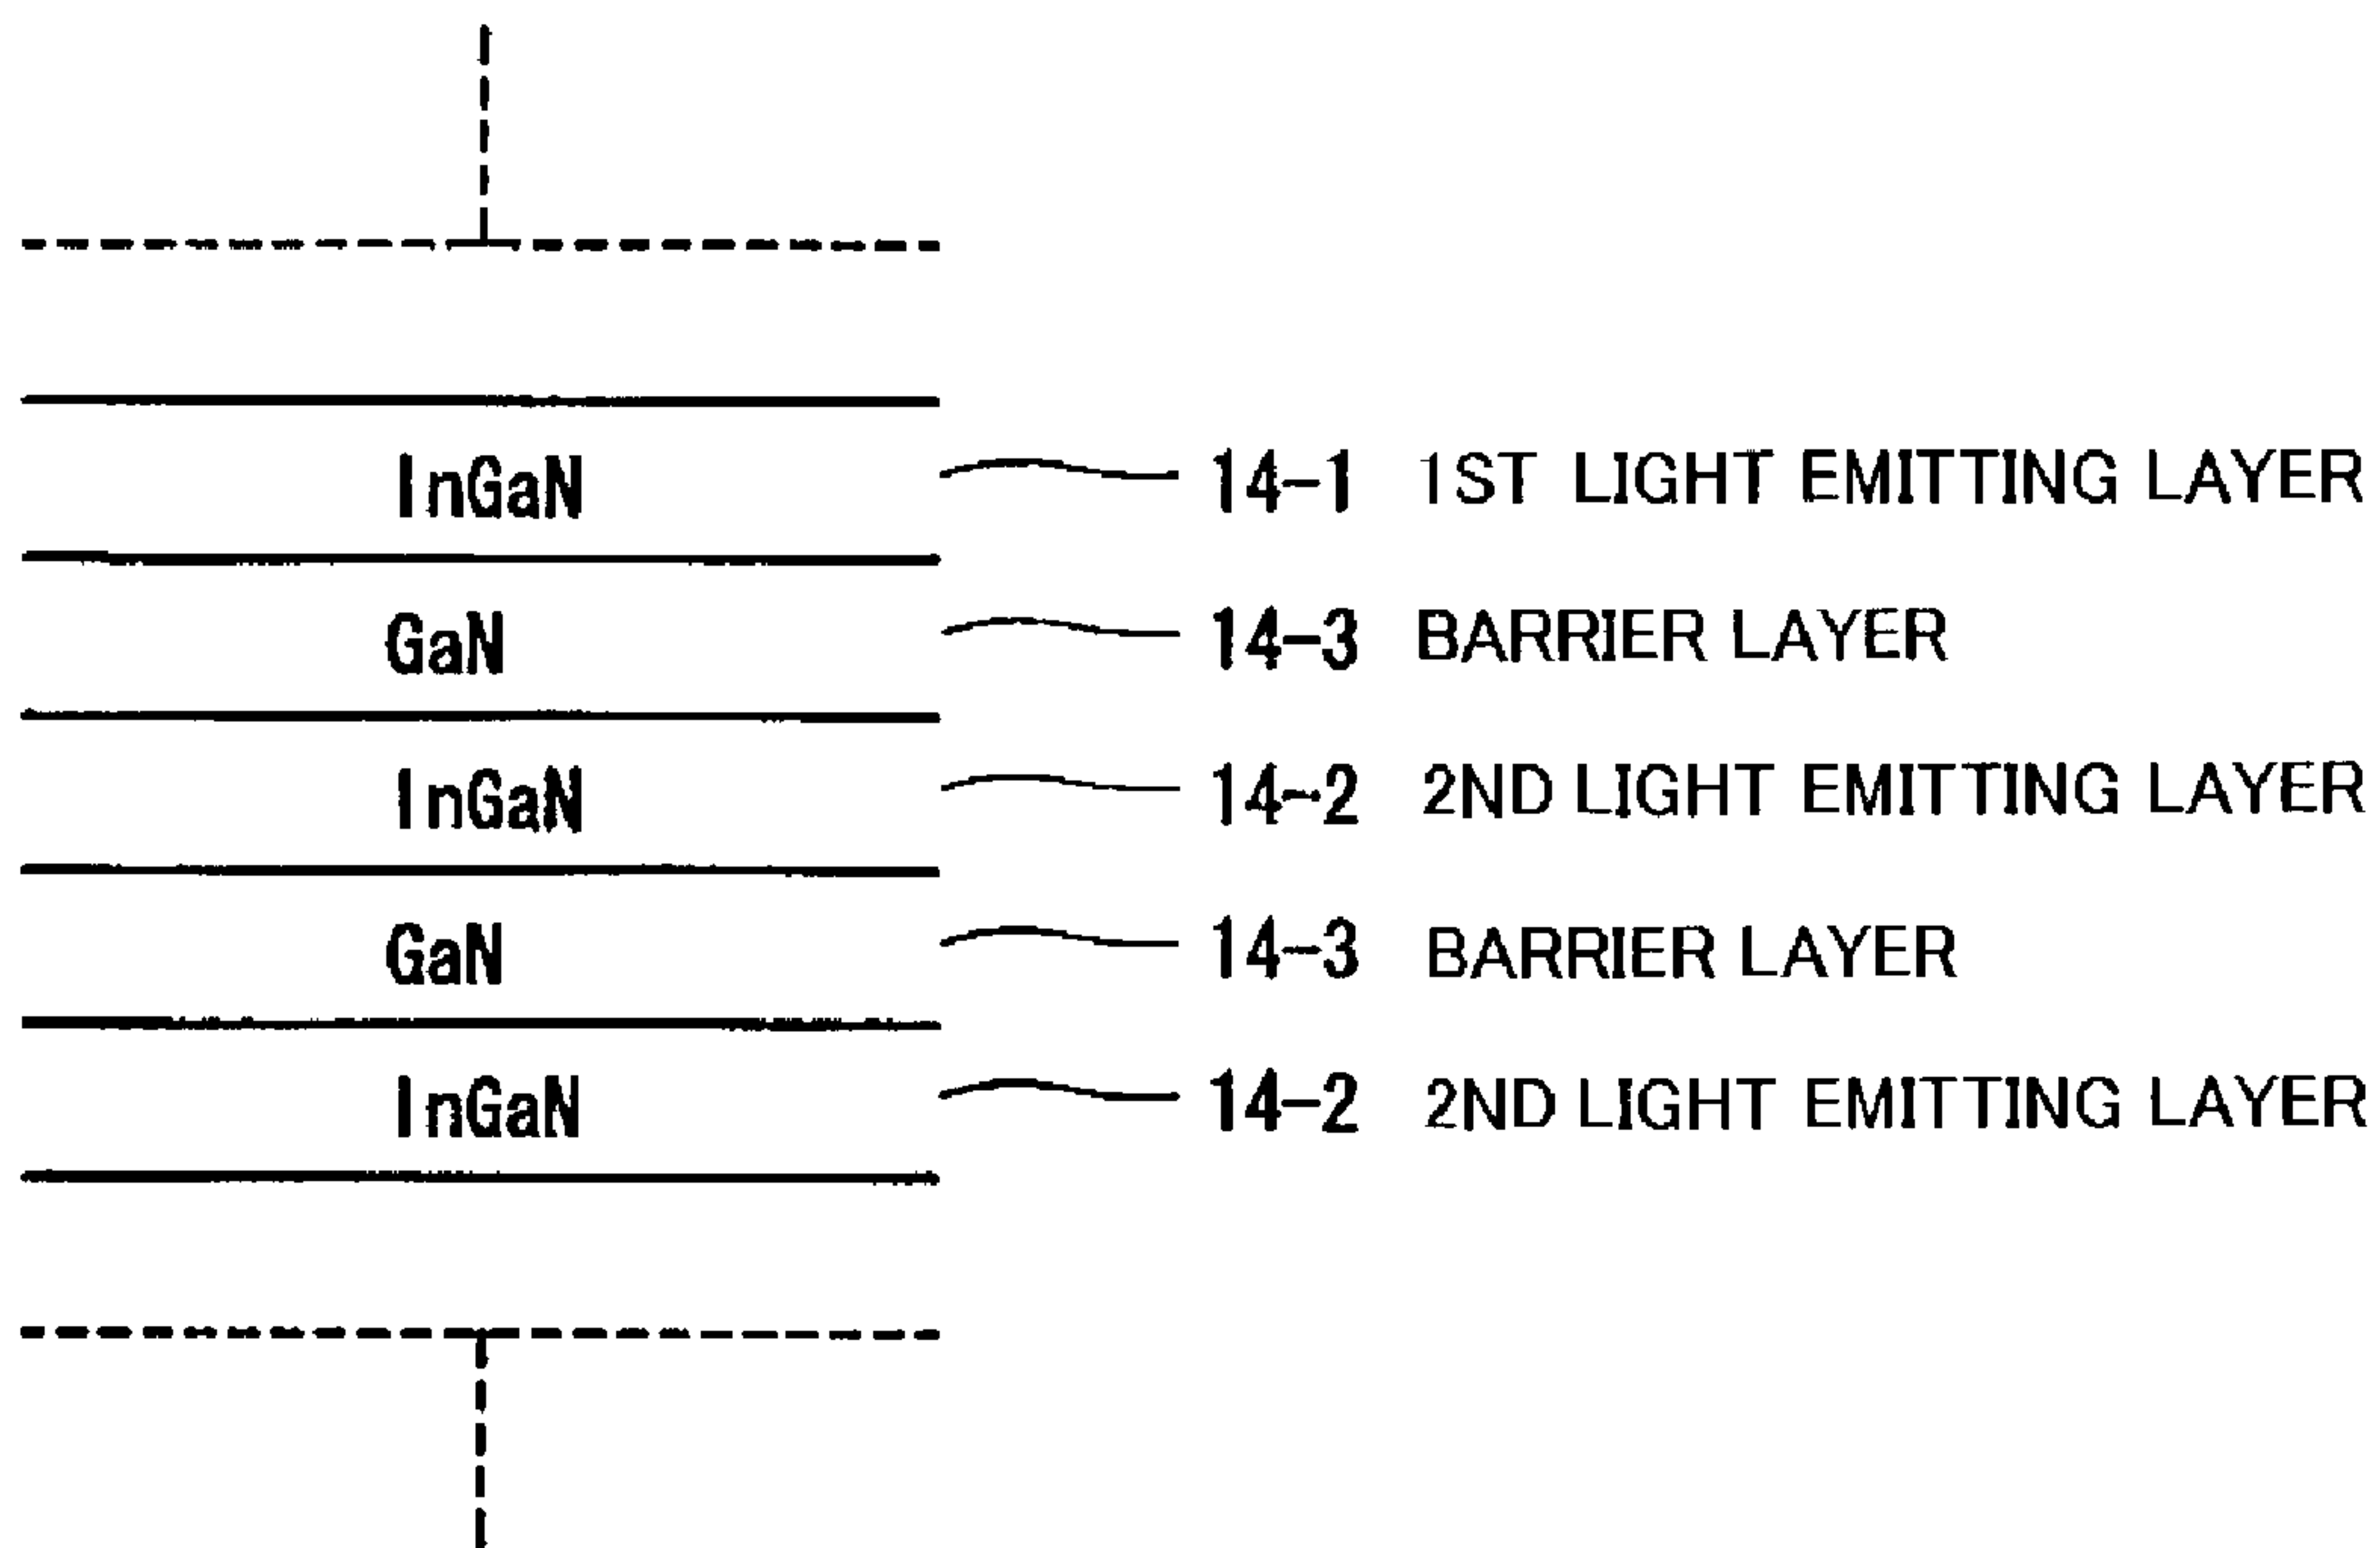 InGaN 14-1 1ST LIGHT EMITTING LAYER
GaN 14-3 BARRIER LAYER
InGaN 14-2 2ND LIGHT EMITTING LAYER
GaN 14-3 BARRIER LAYER
InGaN 14-2 2ND LIGHT EMITTING LAYER